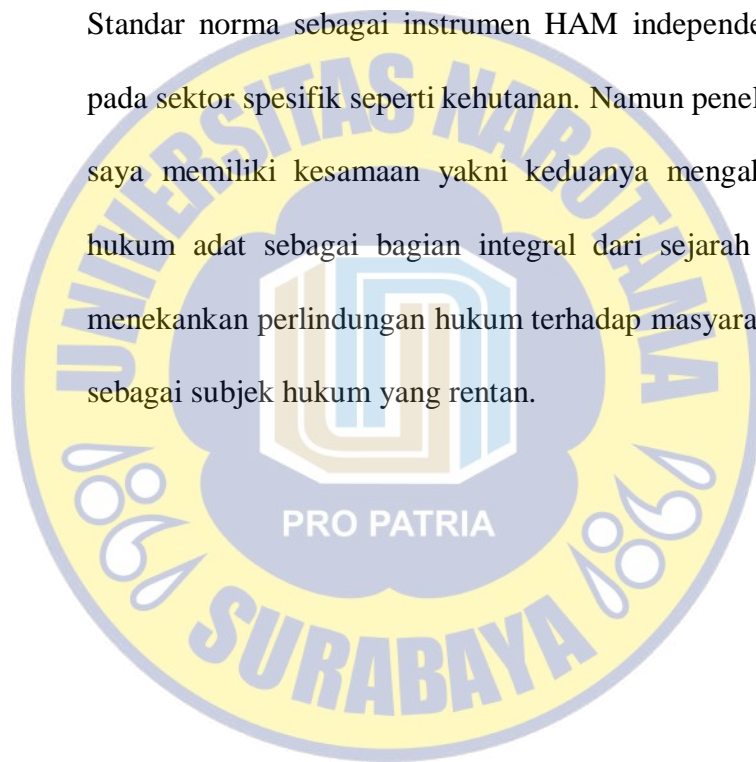 Standar norma sebagai instrumen HAM independe
pada sektor spesifik seperti kehutanan. Namun penel
saya memiliki kesamaan yakni keduanya mengal
hukum adat sebagai bagian integral dari sejarah
menekankan perlindungan hukum terhadap masyara
sebagai subjek hukum yang rentan.
UNIVERSITAS NAROTAMA
PRO PATRIA
SURABAYA